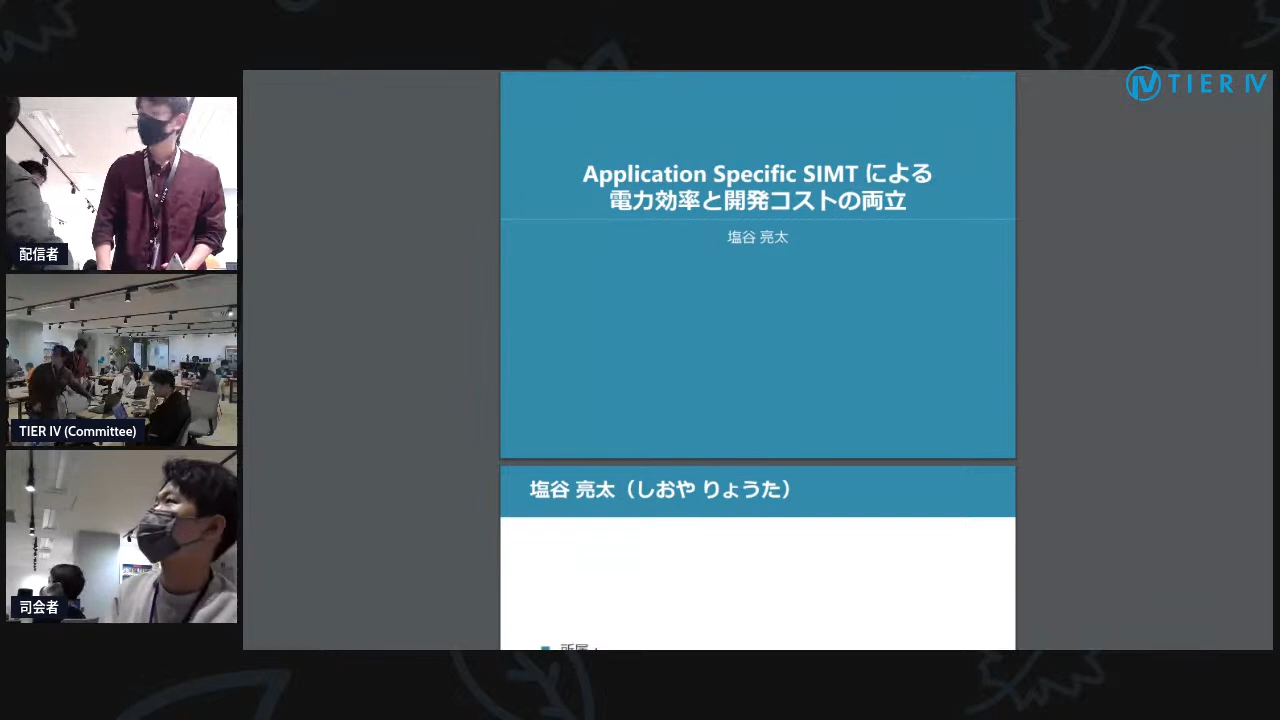 TIER IV
Application Specific SIMT による
電力効率と開発コストの両立
塩谷 亮太
塩谷 亮太（しおや りょうた）
配信者
TIER IV (Committee)
司会者